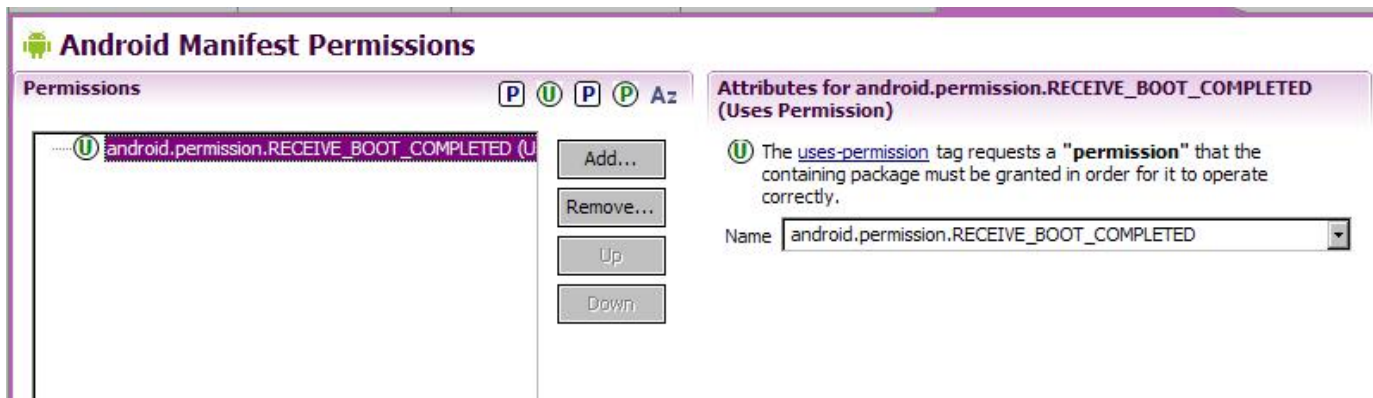 Android Manifest Permissions
Permissions
P U P P Az
U android.permission.RECEIVE_BOOT_COMPLETED (U
Add...
Remove...
Up
Down
Attributes for android.permission.RECEIVE_BOOT_COMPLETED
(Uses Permission)
U The uses-permission tag requests a "permission" that the
containing package must be granted in order for it to operate
correctly.
Name android.permission.RECEIVE_BOOT_COMPLETED